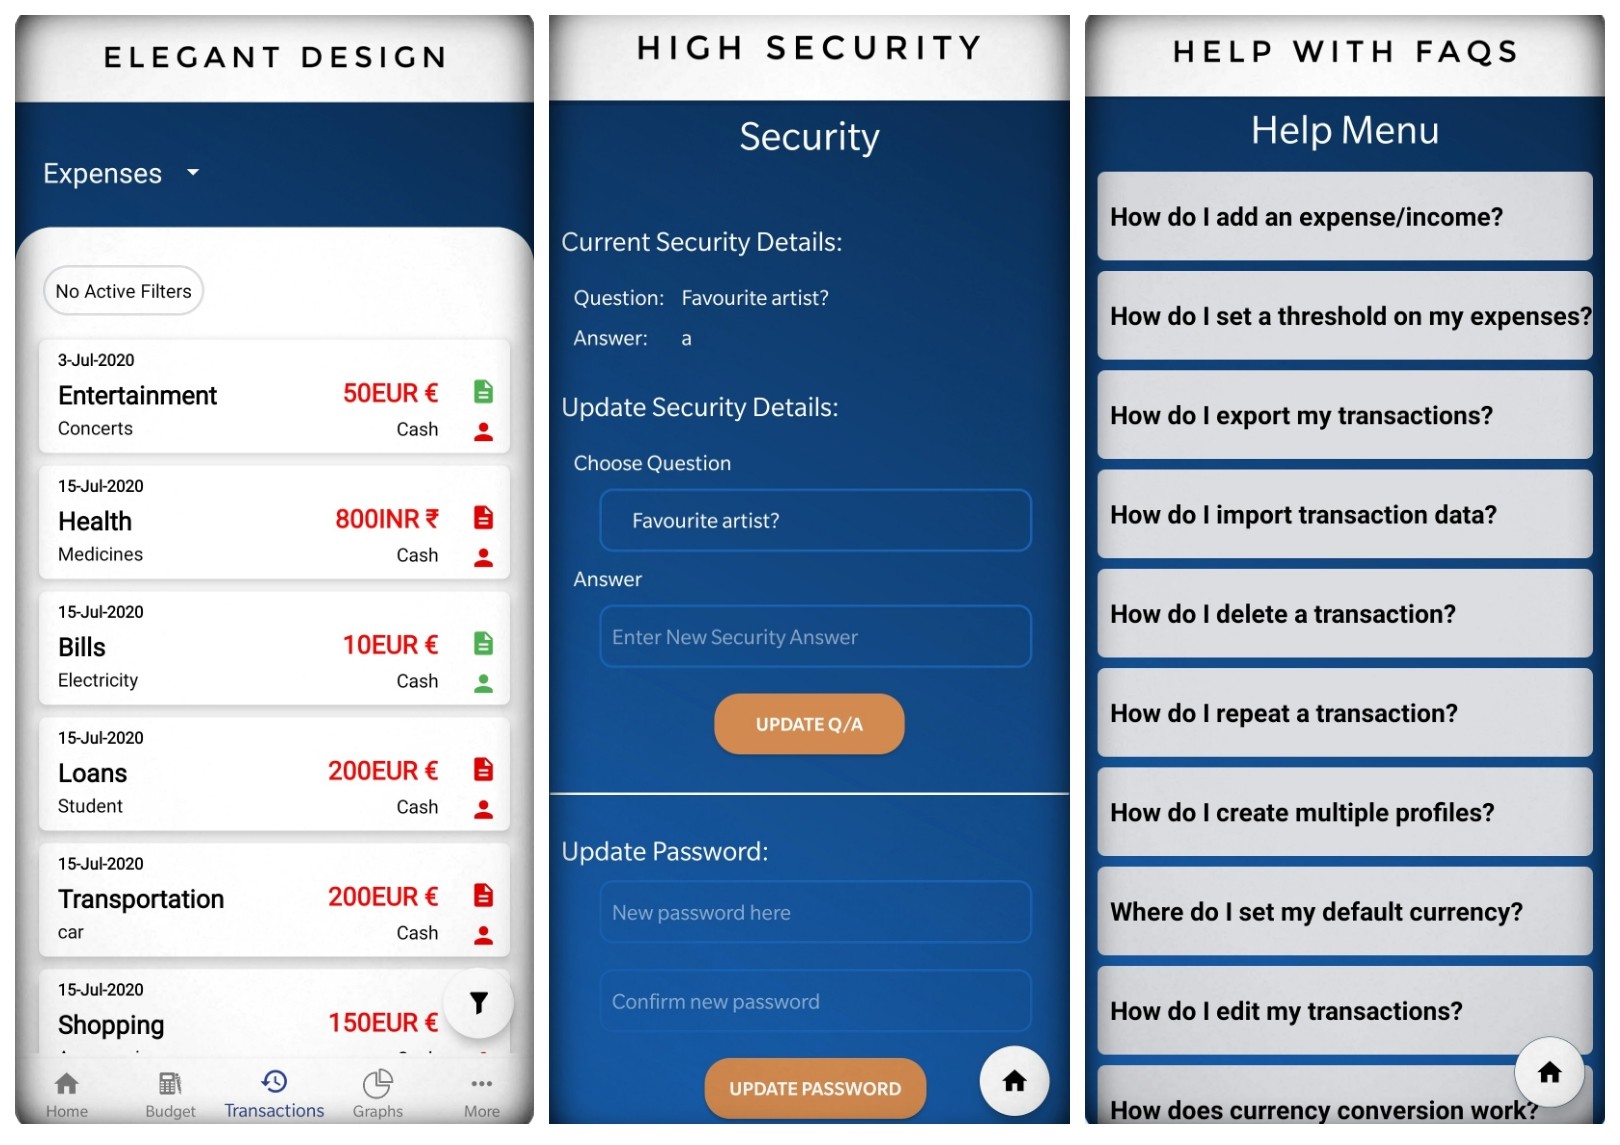 ELEGANT DESIGN
Expenses
No Active Filters
3-Jul-2020
Entertainment 50EUR €
Concerts Cash
15-Jul-2020
Health 800INR ₹
Medicines Cash
15-Jul-2020
Bills 10EUR €
Electricity Cash
15-Jul-2020
Loans 200EUR €
Student Cash
15-Jul-2020
Transportation 200EUR €
car Cash
15-Jul-2020
Shopping 150EUR €
Home Budget Transactions Graphs More
HIGH SECURITY
Security
Current Security Details:
Question: Favourite artist?
Answer: a
Update Security Details:
Choose Question
Favourite artist?
Answer
Enter New Security Answer
UPDATE Q/A
Update Password:
New password here
Confirm new password
UPDATE PASSWORD
HELP WITH FAQS
Help Menu
How do I add an expense/income?
How do I set a threshold on my expenses?
How do I export my transactions?
How do I import transaction data?
How do I delete a transaction?
How do I repeat a transaction?
How do I create multiple profiles?
Where do I set my default currency?
How do I edit my transactions?
How does currency conversion work?